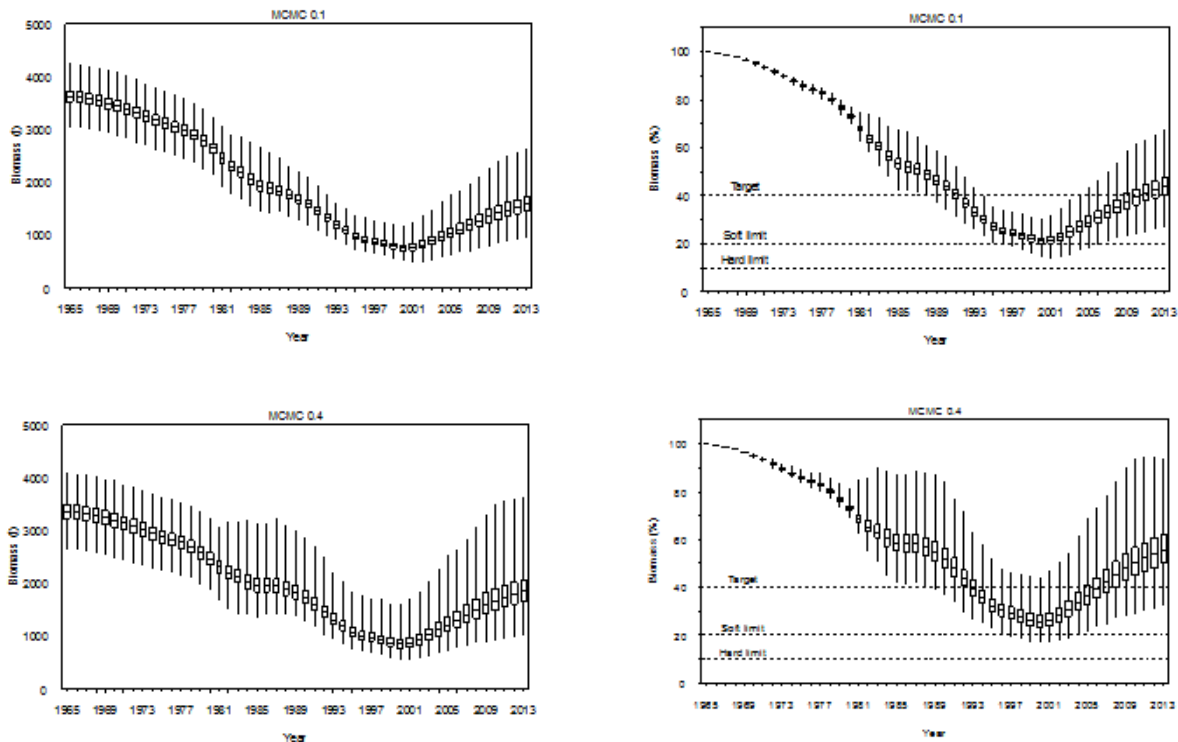 MCMC 0.1
5000
4000
3000
2000
1000
0
Biomass (t)
1965 1969 1973 1977 1981 1985 1989 1993 1997 2001 2005 2009 2013
Year
MCMC 0.1
100
80
60
40
20
0
Biomass (%)
Target
Soft limit
Hard limit
1965 1969 1973 1977 1981 1985 1989 1993 1997 2001 2005 2009 2013
Year
MCMC 0.4
5000
4000
3000
2000
1000
0
Biomass (t)
1965 1969 1973 1977 1981 1985 1989 1993 1997 2001 2005 2009 2013
Year
MCMC 0.4
100
80
60
40
20
0
Biomass (%)
Target
Soft limit
Hard limit
1965 1969 1973 1977 1981 1985 1989 1993 1997 2001 2005 2009 2013
Year